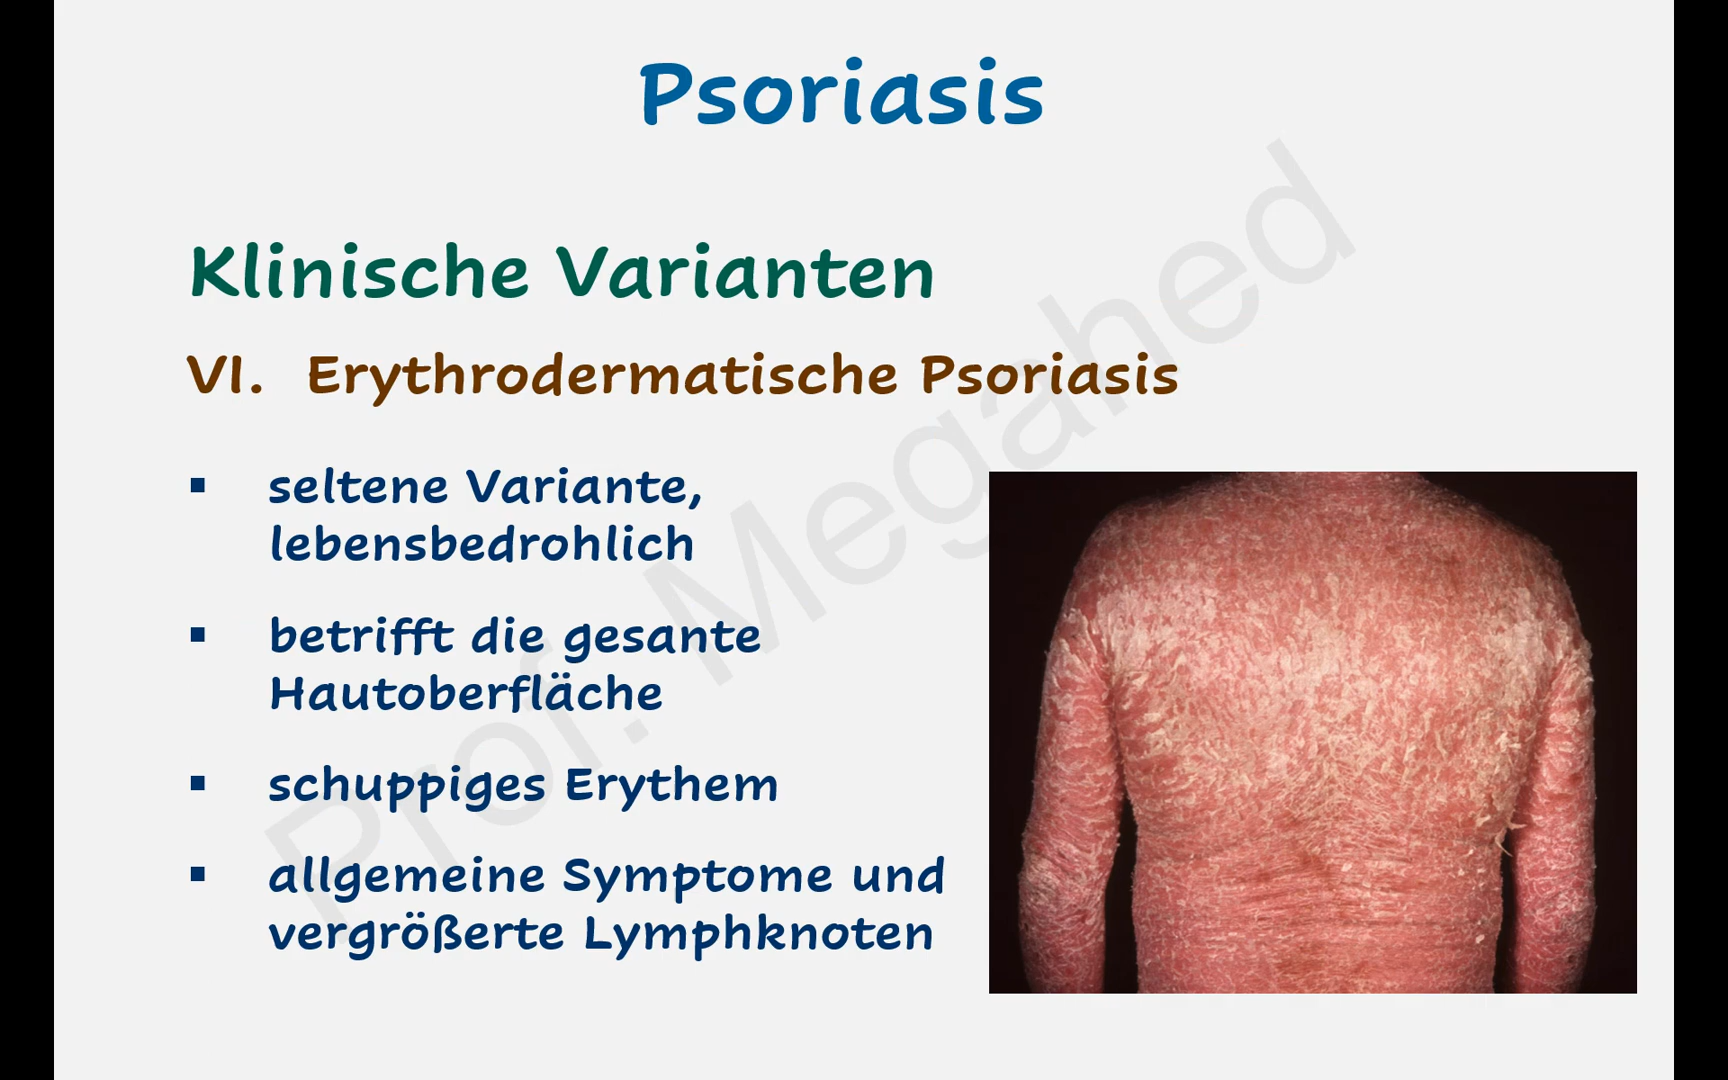 Psoriasis
Klinische Varianten
VI. Erythrodermatische Psoriasis
▪ seltene Variante,
lebensbedrohlich
▪ betrifft die gesante
Hautoberfläche
▪ schuppiges Erythem
▪ allgemeine Symptome und
vergrößerte Lymphknoten
Prof. Megahed